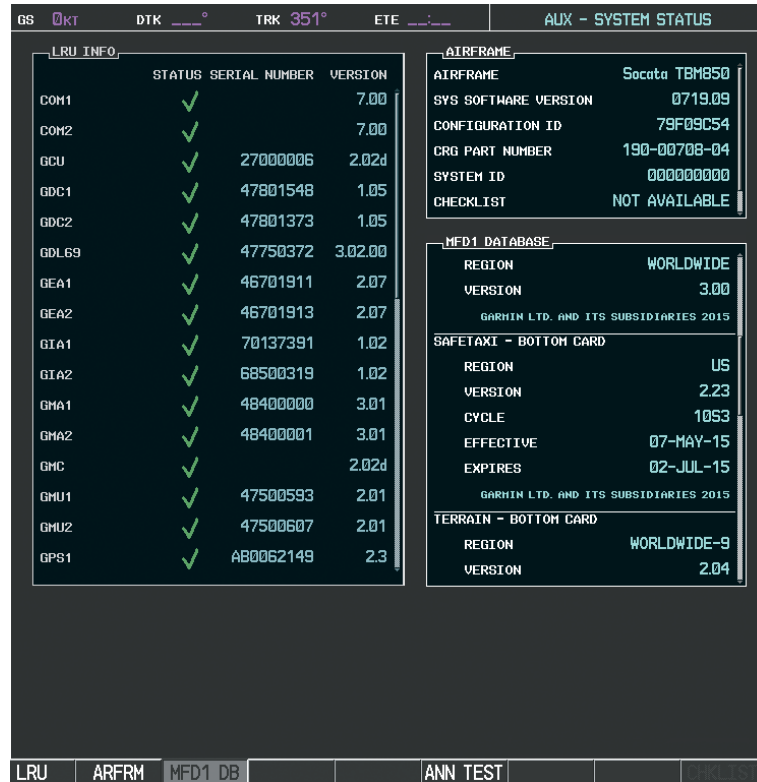 GS 0KT DTK ___° TRK 351° ETE __:__ AUX - SYSTEM STATUS
LRU INFO
STATUS SERIAL NUMBER VERSION
COM1 7.00
COM2 7.00
GCU 27000006 2.02d
GDC1 47801548 1.05
GDC2 47801373 1.05
GDL69 47750372 3.02.00
GEA1 46701911 2.07
GEA2 46701913 2.07
GIA1 70137391 1.02
GIA2 68500319 1.02
GMA1 48400000 3.01
GMA2 48400001 3.01
GMC 2.02d
GMU1 47500593 2.01
GMU2 47500607 2.01
GPS1 AB0062149 2.3
AIRFRAME
AIRFRAME Socata TBM850
SYS SOFTWARE VERSION 0719.09
CONFIGURATION ID 79F09C54
CRG PART NUMBER 190-00708-04
SYSTEM ID 000000000
CHECKLIST NOT AVAILABLE
MFD1 DATABASE
REGION WORLDWIDE
VERSION 3.00
GARMIN LTD. AND ITS SUBSIDIARIES 2015
SAFETAXI - BOTTOM CARD
REGION US
VERSION 2.23
CYCLE 10S3
EFFECTIVE 07-MAY-15
EXPIRES 02-JUL-15
GARMIN LTD. AND ITS SUBSIDIARIES 2015
TERRAIN - BOTTOM CARD
REGION WORLDWIDE-9
VERSION 2.04
LRU ARFRM MFD1 DB ANN TEST CHKLIST